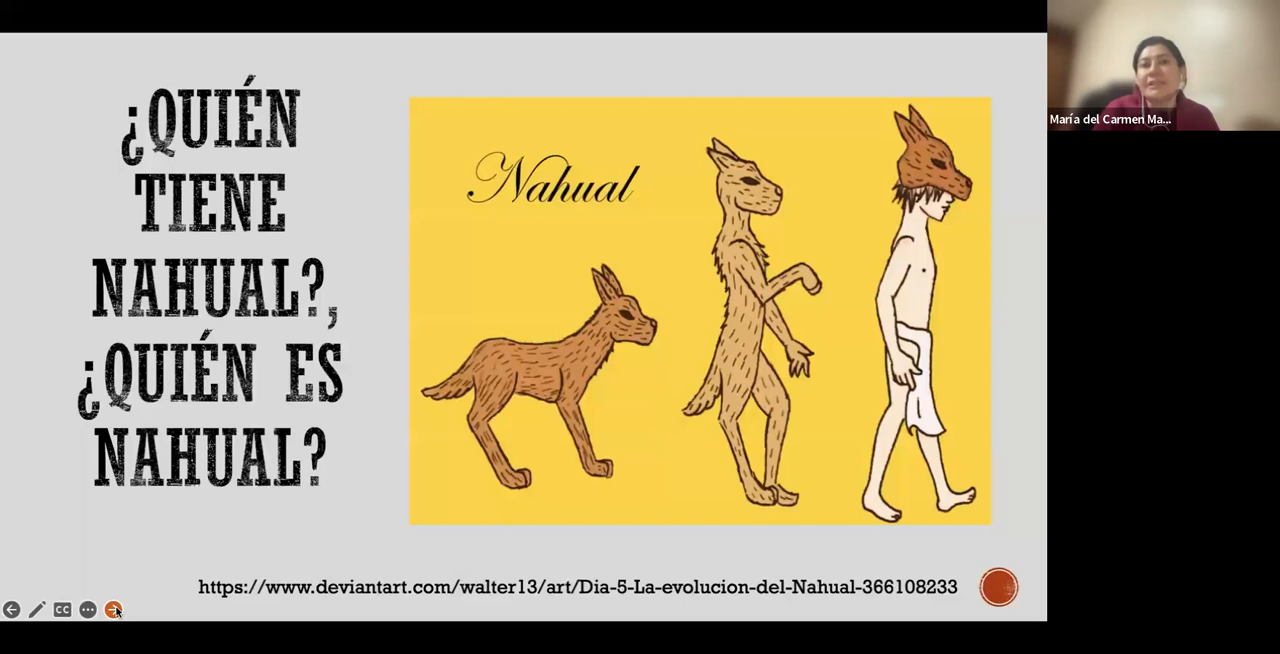 ¿QUIÉN
TIENE
NAHUAL?,
¿QUIÉN ES
NAHUAL?
Nahual
https://www.deviantart.com/walter13/art/Dia-5-La-evolucion-del-Nahual-366108233
María del Carmen Ma...
CC